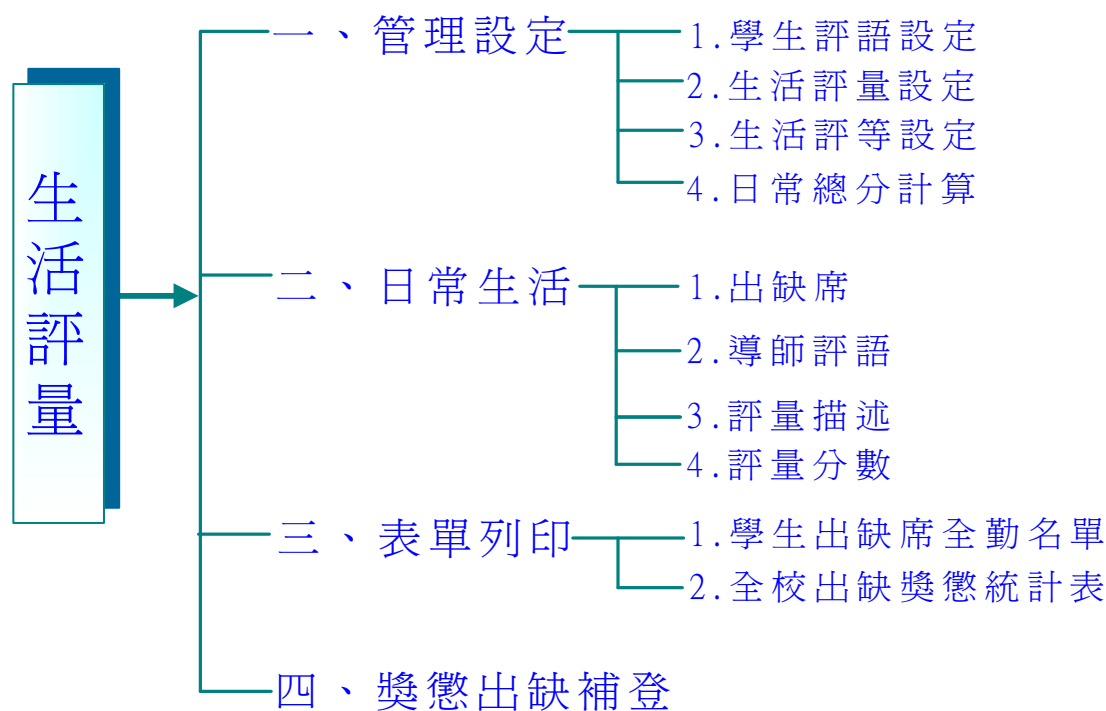 生活評量
一、管理設定
1.學生評語設定
2.生活評量設定
3.生活評等設定
4.日常總分計算
二、日常生活
1.出缺席
2.導師評語
3.評量描述
4.評量分數
三、表單列印
1.學生出缺席全勤名單
2.全校出缺獎懲統計表
四、獎懲出缺補登